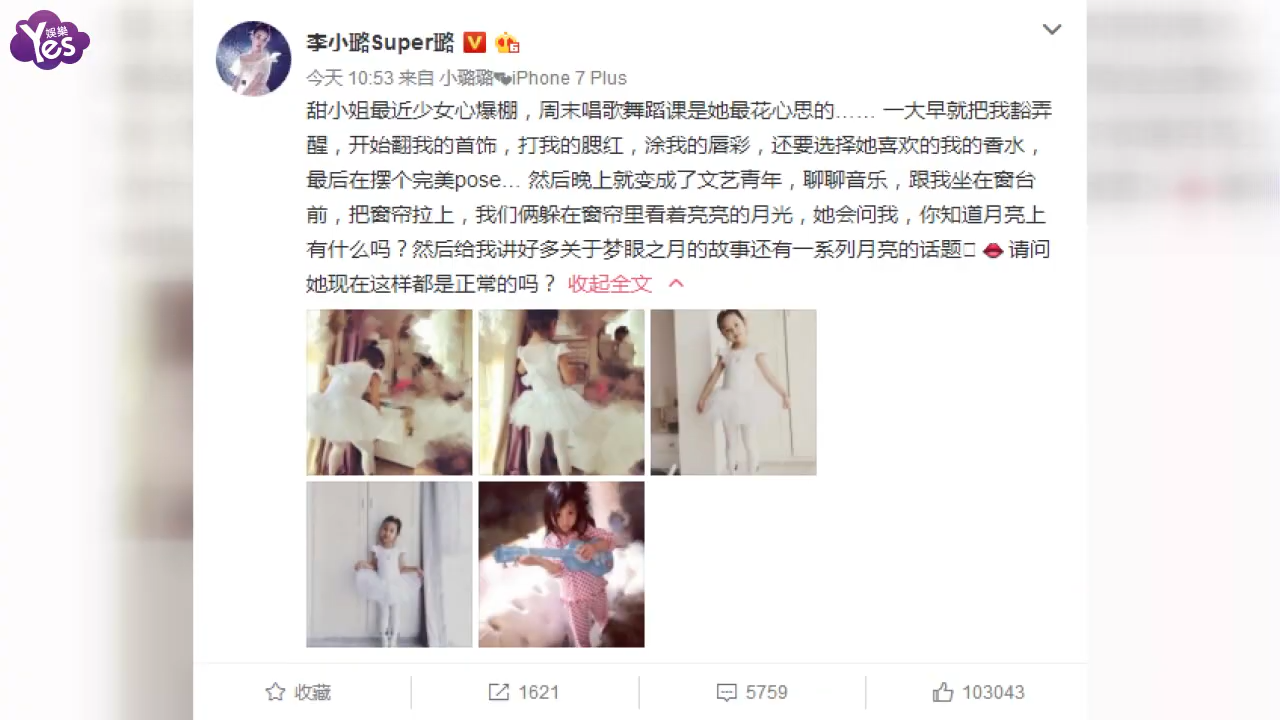 Yes娛樂
李小璐Super璐
今天 10:53 来自 小璐璐❤iPhone 7 Plus
甜小姐最近少女心爆棚，周末唱歌舞蹈课是她最花心思的…… 一大早就把我豁弄
醒，开始翻我的首饰，打我的腮红，涂我的唇彩，还要选择她喜欢的我的香水，
最后在摆个完美pose… 然后晚上就变成了文艺青年，聊聊音乐，跟我坐在窗台
前，把窗帘拉上，我们俩躲在窗帘里看着亮亮的月光，她会问我，你知道月亮上
有什么吗？然后给我讲好多关于梦眼之月的故事还有一系列月亮的话题□ 💋请问
她现在这样都是正常的吗？ 收起全文
收藏
1621
5759
103043